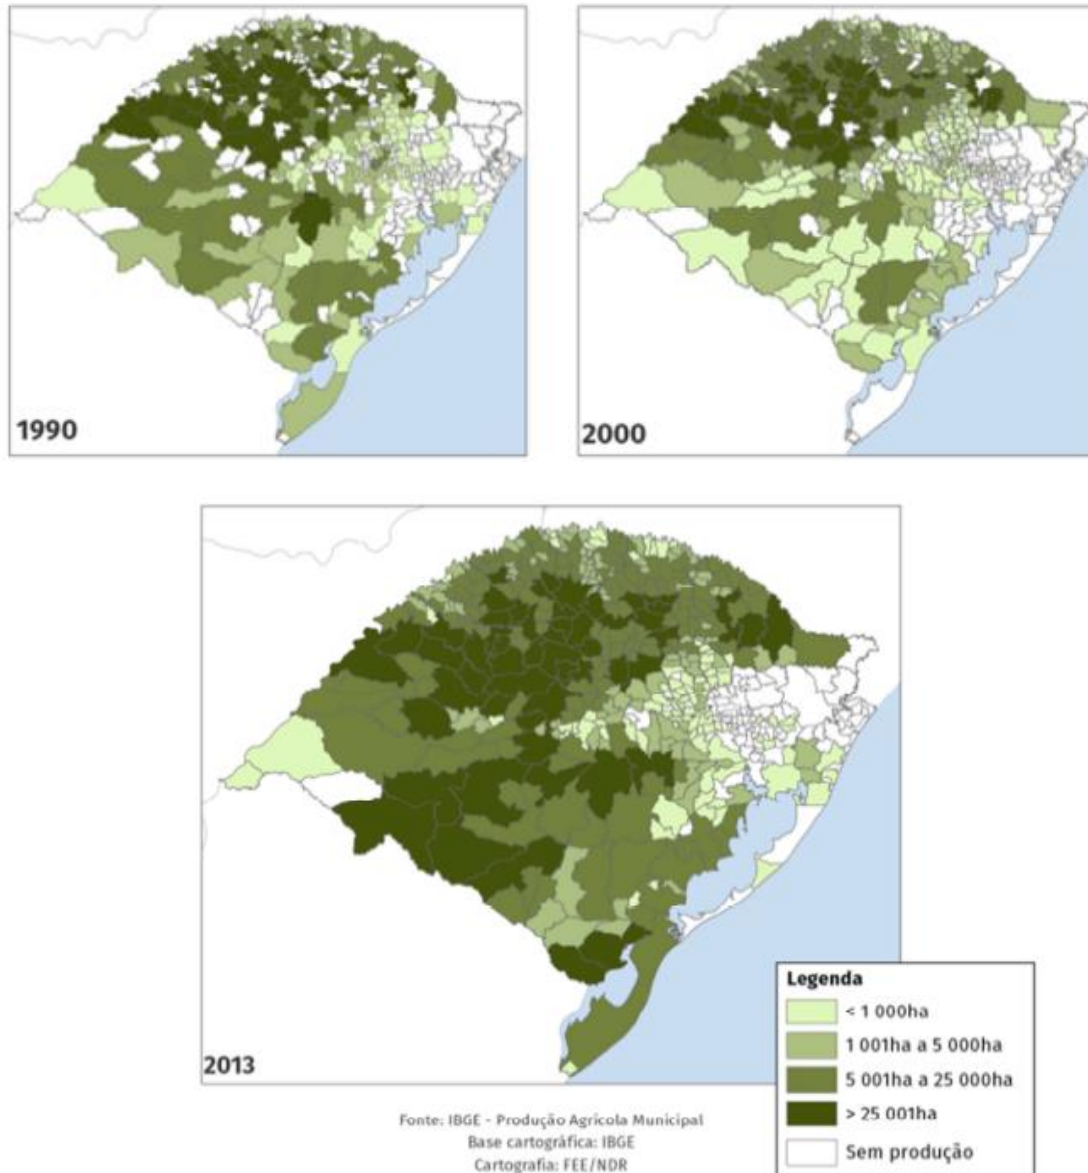 1990
2000
2013
Legenda
< 1 000ha
1 001ha a 5 000ha
5 001ha a 25 000ha
> 25 001ha
Sem produção
Fonte: IBGE - Produção Agrícola Municipal
Base cartográfica: IBGE
Cartografia: FEE/NDR